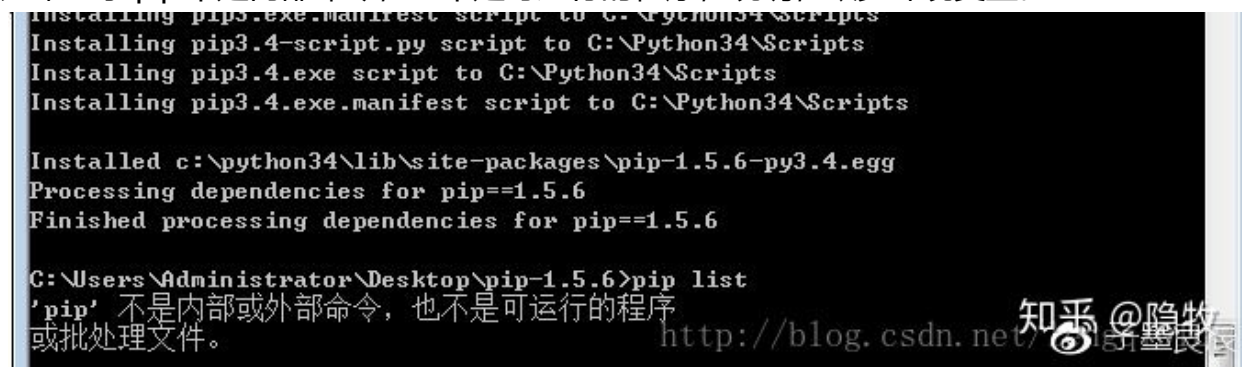 Installing pip3.exe.manifest script to C:\Python34\Scripts
Installing pip3.4-script.py script to C:\Python34\Scripts
Installing pip3.4.exe script to C:\Python34\Scripts
Installing pip3.4.exe.manifest script to C:\Python34\Scripts
Installed c:\python34\lib\site-packages\pip-1.5.6-py3.4.egg
Processing dependencies for pip==1.5.6
Finished processing dependencies for pip==1.5.6
C:\Users\Administrator\Desktop\pip-1.5.6>pip list
'pip' 不是内部或外部命令，也不是可运行的程序
或批处理文件。
http://blog.csdn.net/
知乎 @隐牧